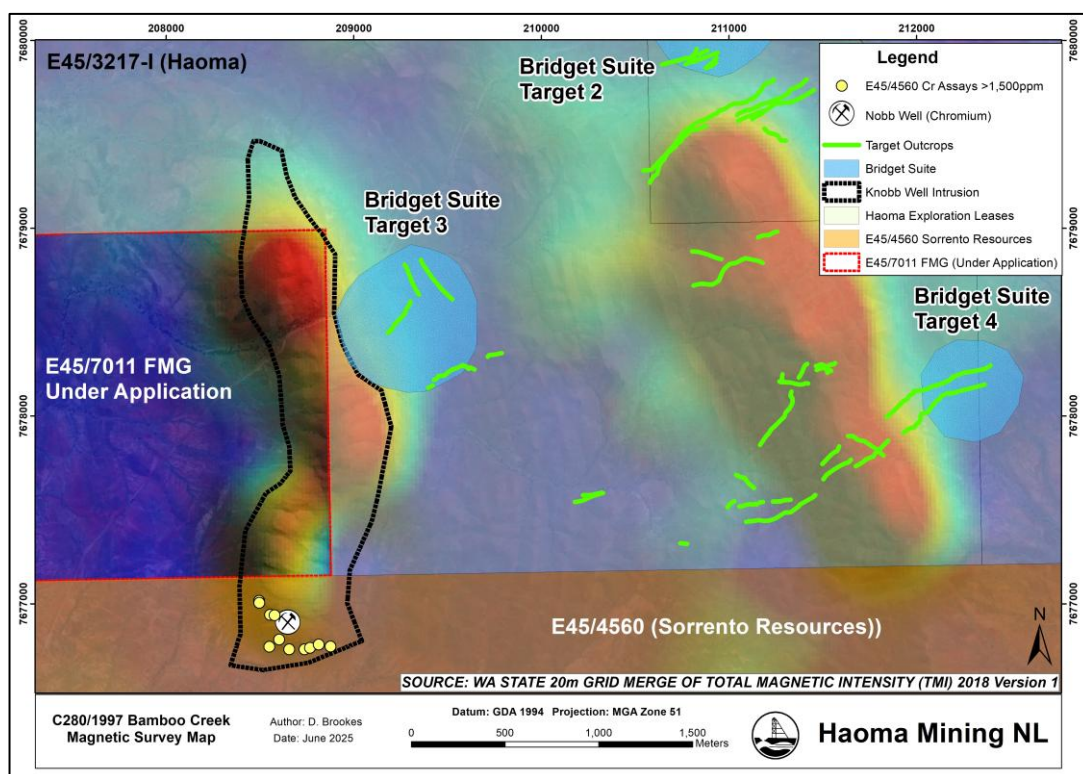 208000
209000
210000
211000
212000
7680000
7680000
E45/3217-I (Haoma)
Bridget Suite
Target 2
Legend
E45/4560 Cr Assays >1,500ppm
Nobb Well (Chromium)
Target Outcrops
Bridget Suite
Knobb Well Intrusion
Haoma Exploration Leases
E45/4560 Sorrento Resources
E45/7011 FMG (Under Application)
7679000
7679000
Bridget Suite
Target 3
Bridget Suite
Target 4
E45/7011 FMG
Under Application
7678000
7678000
7677000
7677000
E45/4560 (Sorrento Resources))
N
SOURCE: WA STATE 20m GRID MERGE OF TOTAL MAGNETIC INTENSITY (TMI) 2018 Version 1
C280/1997 Bamboo Creek
Magnetic Survey Map
Author: D. Brookes
Date: June 2025
Datum: GDA 1994 Projection: MGA Zone 51
0 500 1,000 1,500
Meters
Haoma Mining NL